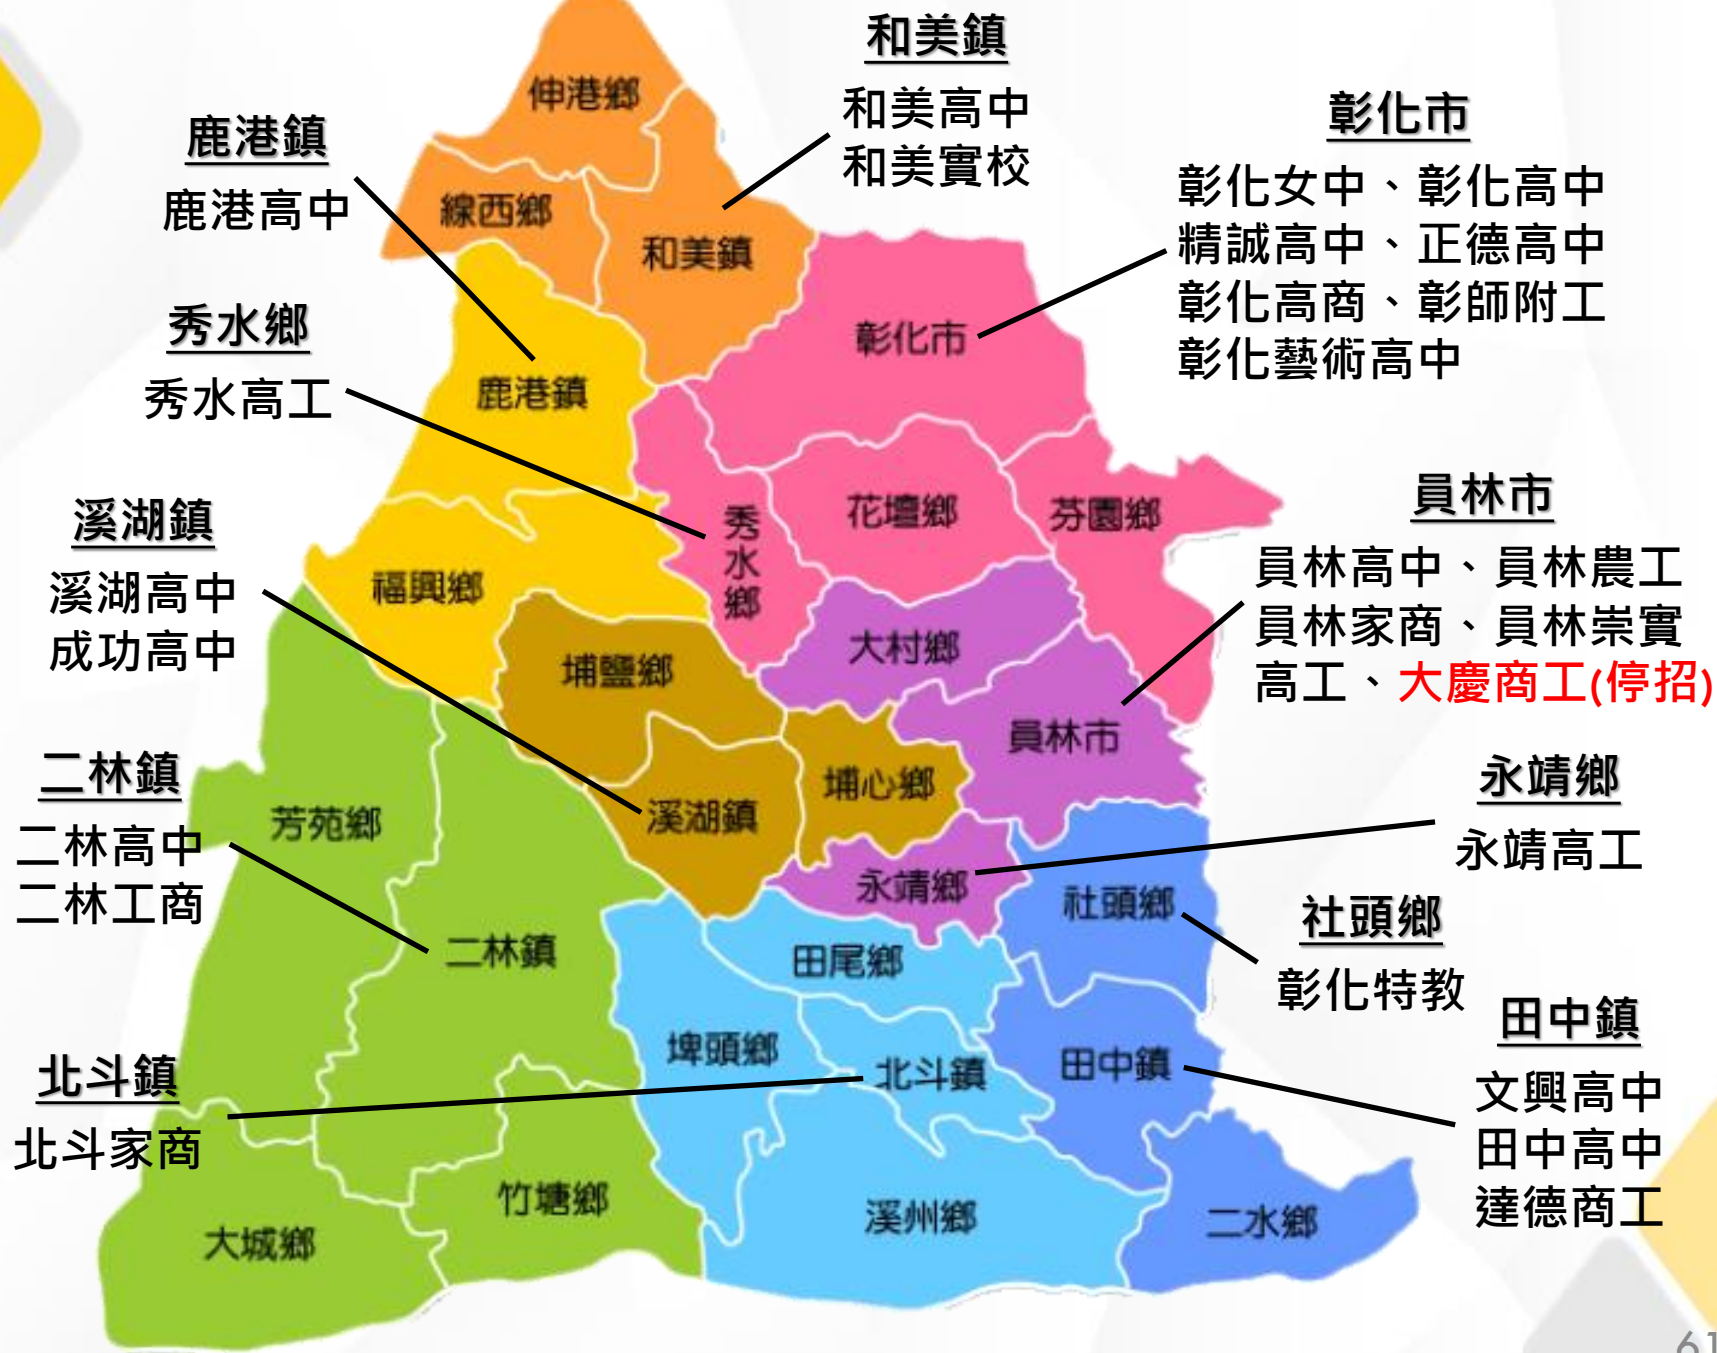 和美鎮
和美高中
和美實校
彰化市
彰化女中、彰化高中
精誠高中、正德高中
彰化高商、彰師附工
彰化藝術高中
鹿港鎮
鹿港高中
秀水鄉
秀水高工
溪湖鎮
溪湖高中
成功高中
員林市
員林高中、員林農工
員林家商、員林崇實
高工、大慶商工(停招)
二林鎮
二林高中
二林工商
永靖鄉
永靖高工
社頭鄉
彰化特教
北斗鎮
北斗家商
田中鎮
文興高中
田中高中
達德商工
伸港鄉
線西鄉
和美鎮
彰化市
鹿港鎮
秀水鄉
花壇鄉
芬園鄉
福興鄉
大村鄉
埔鹽鄉
員林市
埔心鄉
溪湖鎮
芳苑鄉
永靖鄉
社頭鄉
二林鎮
田尾鄉
埤頭鄉
北斗鎮
田中鎮
竹塘鄉
溪州鄉
二水鄉
大城鄉
61